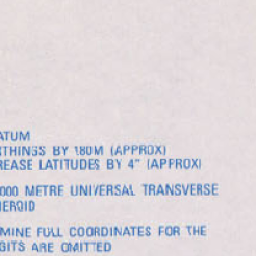 ATUM
THINGS BY 180M (APPROX)
REASE LATITUDES BY 4" (APPROX)
000 METRE UNIVERSAL TRANSVERSE
EROID
MINE FULL COORDINATES FOR THE
GITS ARE OMITTED